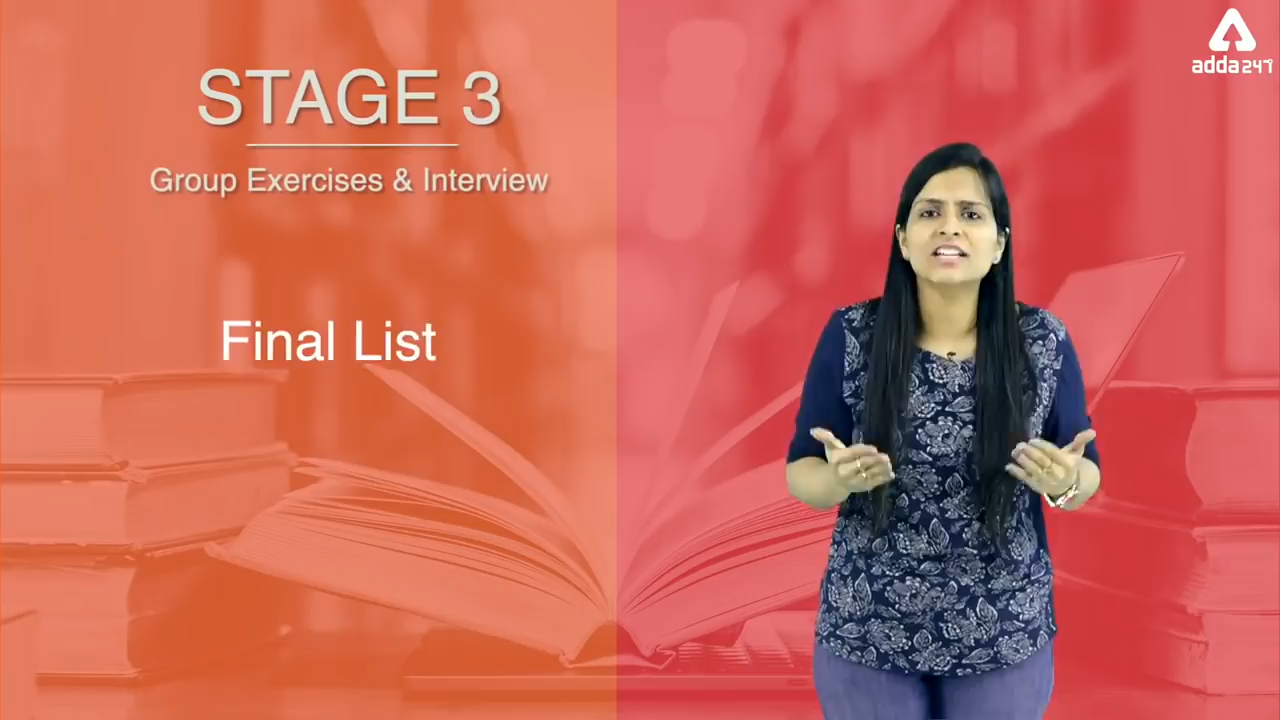 STAGE 3
Group Exercises & Interview
Final List
adda247